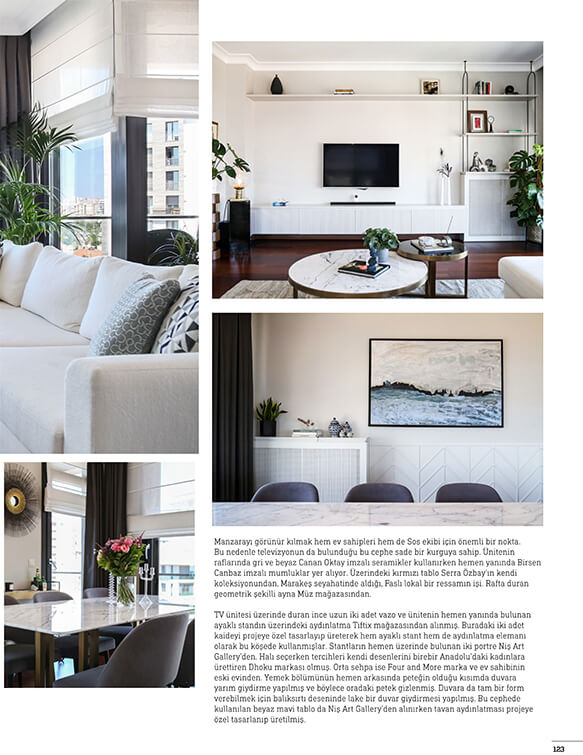 Manzarayı görünür kılmak hem ev sahipleri hem de Sos ekibi için önemli bir nokta.
Bu nedenle televizyonun da bulunduğu bu cephe sade bir kurguya sahip. Ünitenin
raflarında gri ve beyaz Canan Oktay imzalı seramikler kullanırken hemen yanında Birsen
Canbaz imzalı mumluklar yer alıyor. Üzerindeki kırmızı tablo Serra Özbay'ın kendi
koleksiyonundan. Marakeş seyahatinde aldığı, Faslı lokal bir ressamın işi. Rafta duran
geometrik şekilli ayna Müz mağazasından.
TV ünitesi üzerinde duran ince uzun iki adet vazo ve ünitenin hemen yanında bulunan
ayaklı standın üzerindeki aydınlatma Tiftix mağazasından alınmış. Buradaki iki adet
kaideyi projeye özel tasarlayıp üreterek hem ayaklı stant hem de aydınlatma elemanı
olarak bu köşede kullanmışlar. Stantların hemen üzerinde bulunan iki portre Niş Art
Gallery'den. Halı seçerken tercihleri kendi desenlerini birebir Anadolu'daki kadınlara
ürettiren Dhoku markası olmuş. Orta sehpa ise Four and More marka ve ev sahibinin
eski evinden. Yemek bölümünün hemen arkasında peteğin olduğu kısımda duvara
yarım giydirme yapılmış ve böylece oradaki petek gizlenmiş. Duvara da tam bir form
verebilmek için balıksırtı deseninde lake bir duvar giydirmesi yapılmış. Bu cephede
kullanılan beyaz mavi tablo da Niş Art Gallery'den alınırken tavan aydınlatması projeye
özel tasarlanıp üretilmiş.
123